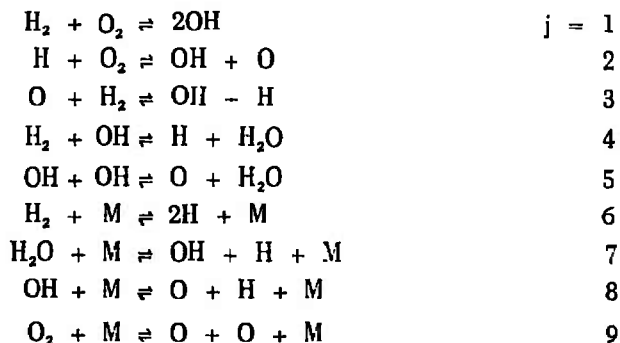 H₂ + O₂ ⇌ 2OH j = 1
H + O₂ ⇌ OH + O 2
O + H₂ ⇌ OH - H 3
H₂ + OH ⇌ H + H₂O 4
OH + OH ⇌ O + H₂O 5
H₂ + M ⇌ 2H + M 6
H₂O + M ⇌ OH + H + M 7
OH + M ⇌ O + H + M 8
O₂ + M ⇌ O + O + M 9